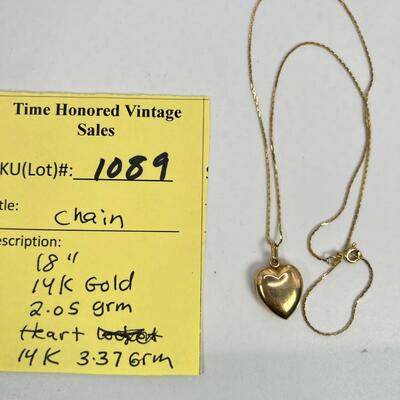 Time Honored Vintage
Sales
KU(Lot)#: 1089
itle: Chain
escription:
18"
14K Gold
2.05 grm
Heart
14K 3.37 Grm